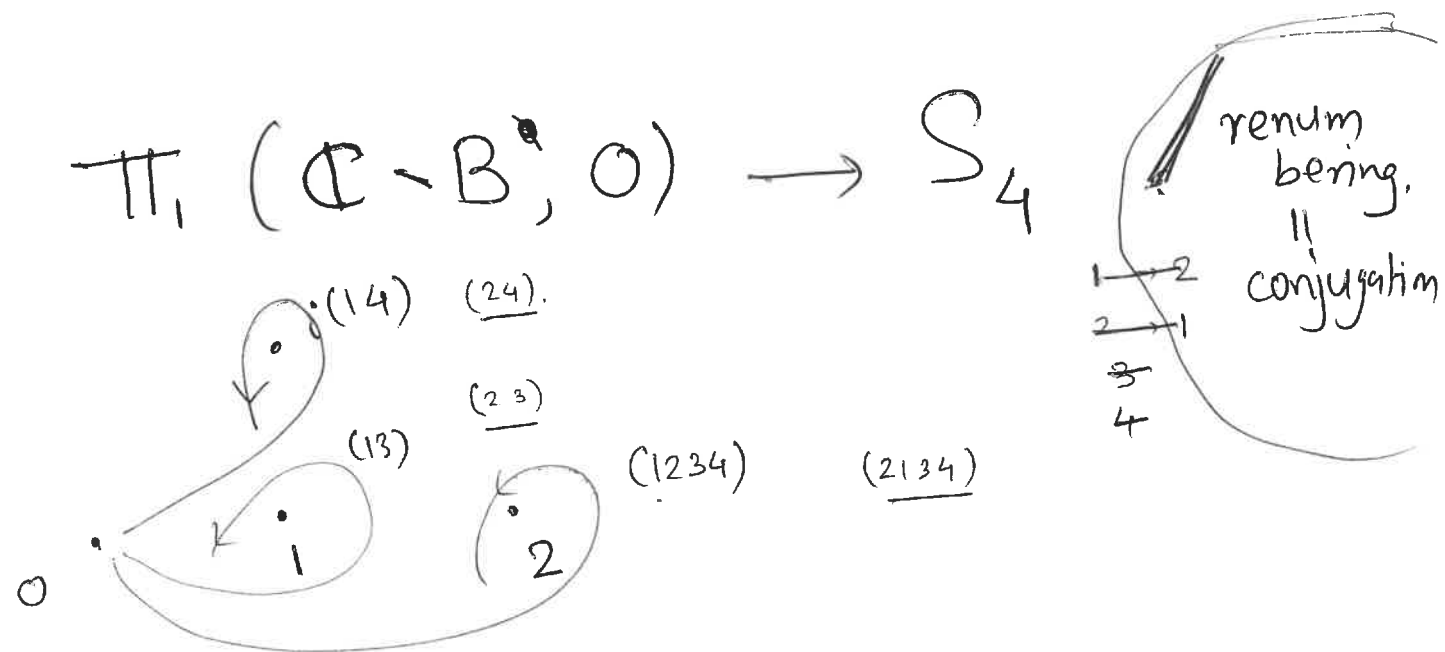 π₁ (ℂ - B, 0) → S₄
renum
bering.
॥
conjugation
1 → 2
2 → 1
3
4
(14) (24).
(23)
(13)
(1234) (2134)
0
1
2